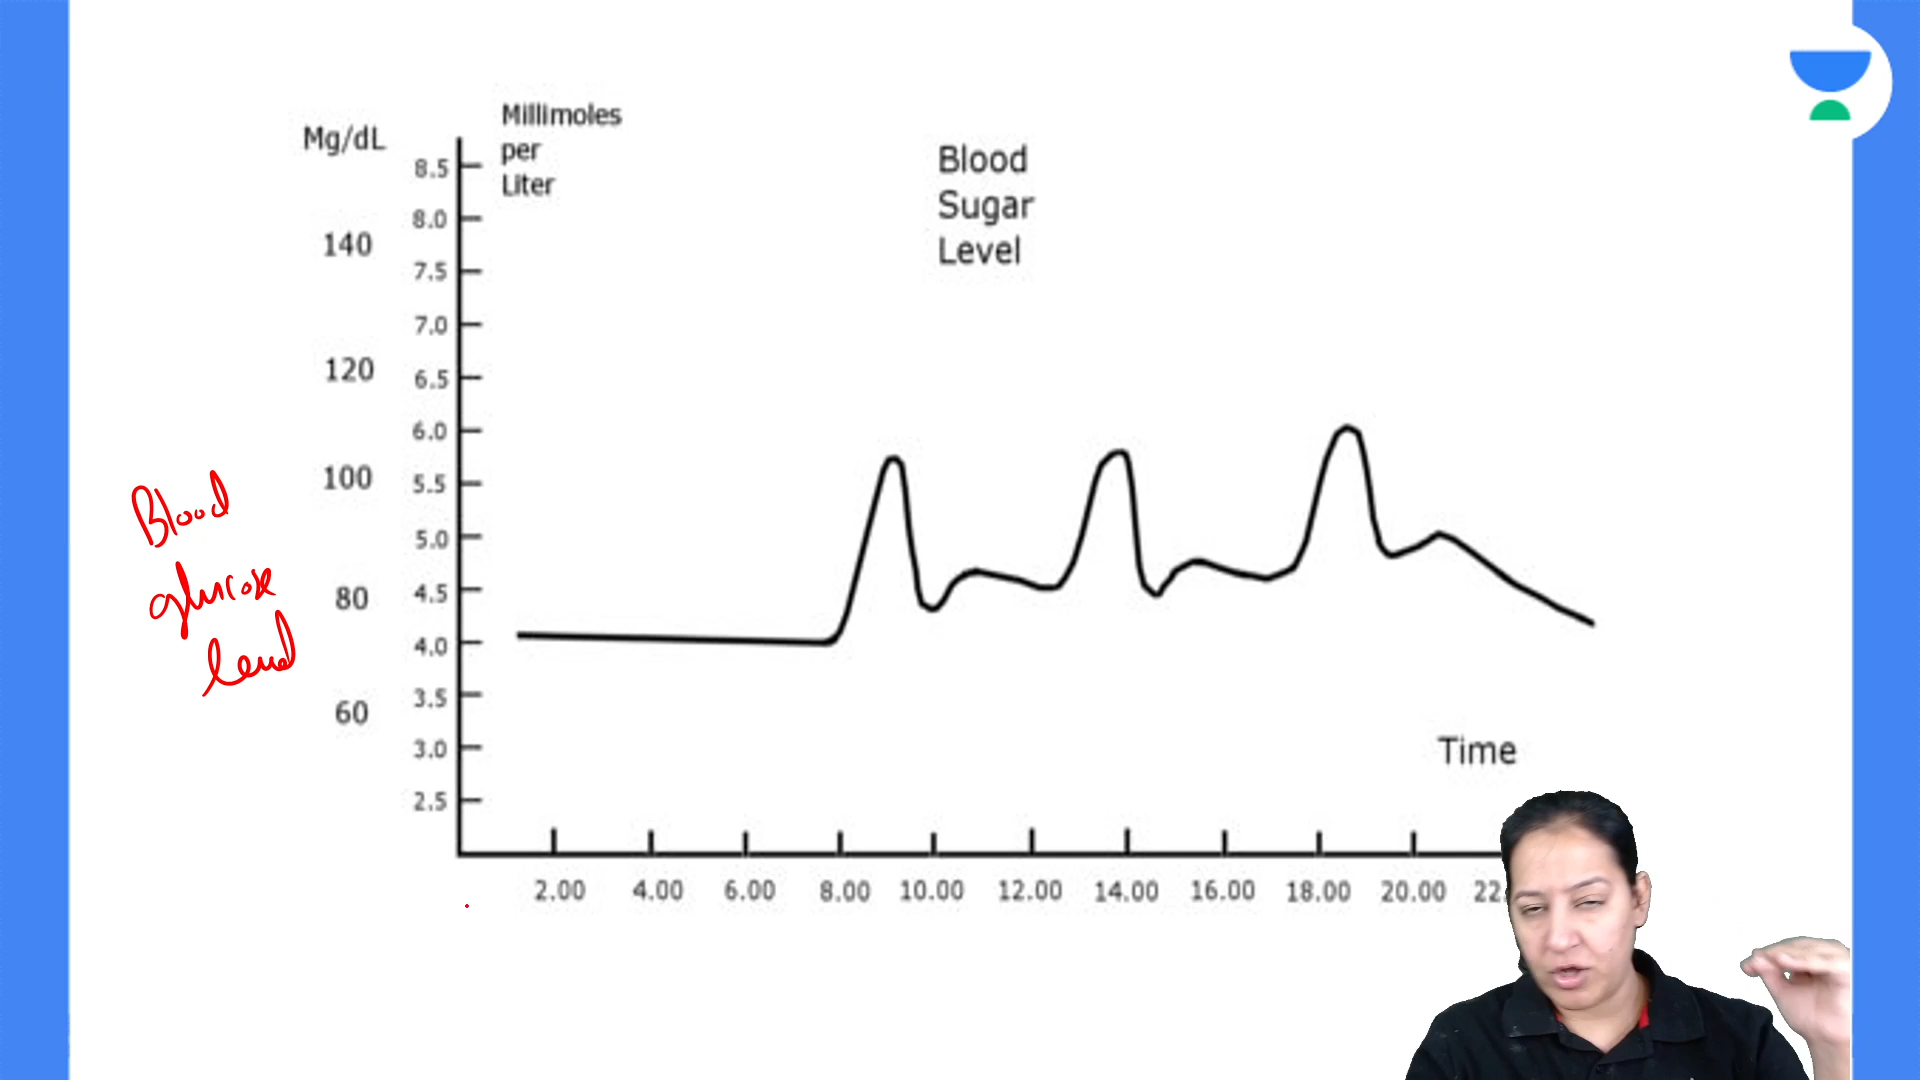 Millimoles
per
Liter
Mg/dL
Blood
Sugar
Level
8.5
8.0
140
7.5
7.0
120
6.5
6.0
100
5.5
5.0
80
4.5
4.0
3.5
60
3.0
2.5
Blood
glucose
level
Time
2.00 4.00 6.00 8.00 10.00 12.00 14.00 16.00 18.00 20.00